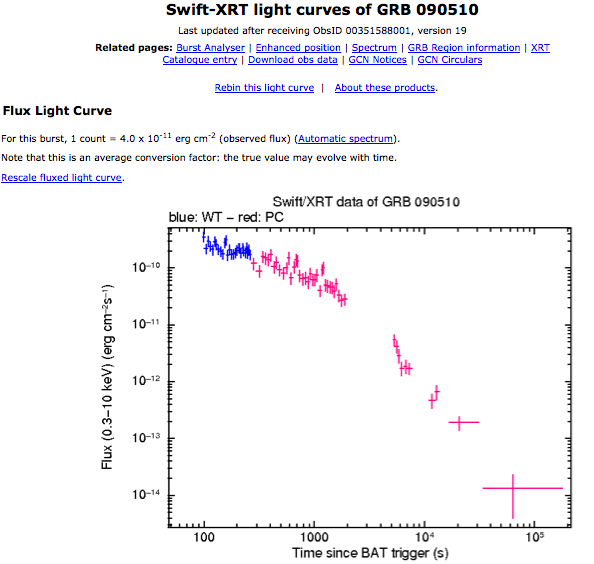 Swift-XRT light curves of GRB 090510
Last updated after receiving ObsID 00351588001, version 19
Related pages: Burst Analyser | Enhanced position | Spectrum | GRB Region information | XRT
Catalogue entry | Download obs data | GCN Notices | GCN Circulars
Rebin this light curve | About these products.
Flux Light Curve
For this burst, 1 count = 4.0 x 10⁻¹¹ erg cm⁻² (observed flux) (Automatic spectrum).
Note that this is an average conversion factor: the true value may evolve with time.
Rescale fluxed light curve.
Swift/XRT data of GRB 090510
blue: WT − red: PC
Flux (0.3−10 keV) (erg cm⁻²s⁻¹)
10⁻¹⁰
10⁻¹¹
10⁻¹²
10⁻¹³
10⁻¹⁴
100 1000 10⁴ 10⁵
Time since BAT trigger (s)